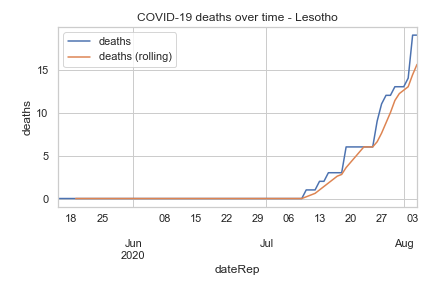 COVID-19 deaths over time - Lesotho
deaths
deaths (rolling)
deaths
15
10
5
0
18 25 08 15 22 29 06 13 20 27 03
Jun Jul Aug
2020
dateRep